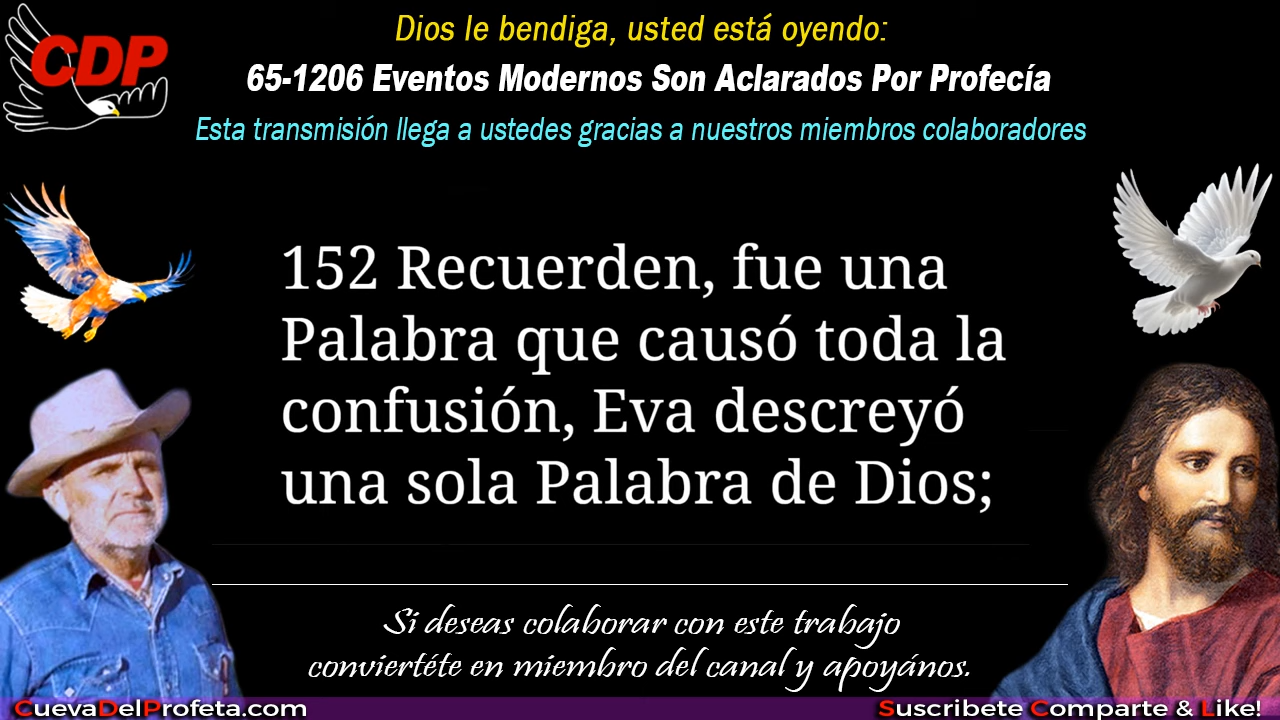 CDP
Dios le bendiga, usted está oyendo:
65-1206 Eventos Modernos Son Aclarados Por Profecía
Esta transmisión llega a ustedes gracias a nuestros miembros colaboradores
152 Recuerden, fue una
Palabra que causó toda la
confusión, Eva descreyó
una sola Palabra de Dios;
Si deseas colaborar con este trabajo
conviertéte en miembro del canal y apoyános.
CuevaDelProfeta.com
Suscribete Comparte & Like!